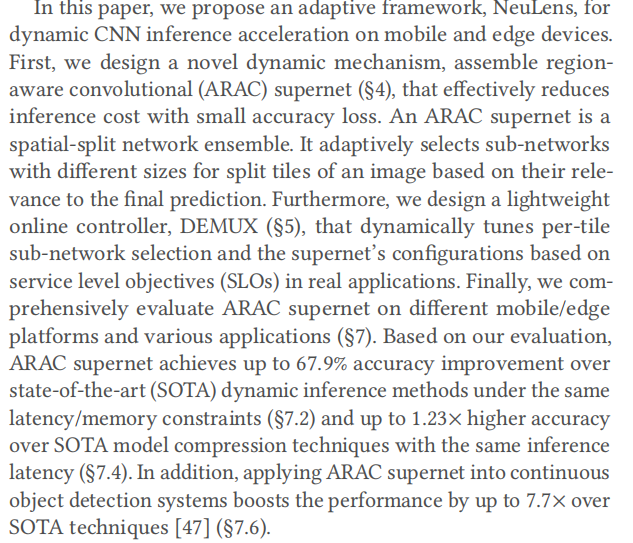 In this paper, we propose an adaptive framework, NeuLens, for
dynamic CNN inference acceleration on mobile and edge devices.
First, we design a novel dynamic mechanism, assemble region-
aware convolutional (ARAC) supernet (§4), that effectively reduces
inference cost with small accuracy loss. An ARAC supernet is a
spatial-split network ensemble. It adaptively selects sub-networks
with different sizes for split tiles of an image based on their rele-
vance to the final prediction. Furthermore, we design a lightweight
online controller, DEMUX (§5), that dynamically tunes per-tile
sub-network selection and the supernet's configurations based on
service level objectives (SLOs) in real applications. Finally, we com-
prehensively evaluate ARAC supernet on different mobile/edge
platforms and various applications (§7). Based on our evaluation,
ARAC supernet achieves up to 67.9% accuracy improvement over
state-of-the-art (SOTA) dynamic inference methods under the same
latency/memory constraints (§7.2) and up to 1.23× higher accuracy
over SOTA model compression techniques with the same inference
latency (§7.4). In addition, applying ARAC supernet into continuous
object detection systems boosts the performance by up to 7.7× over
SOTA techniques [47] (§7.6).